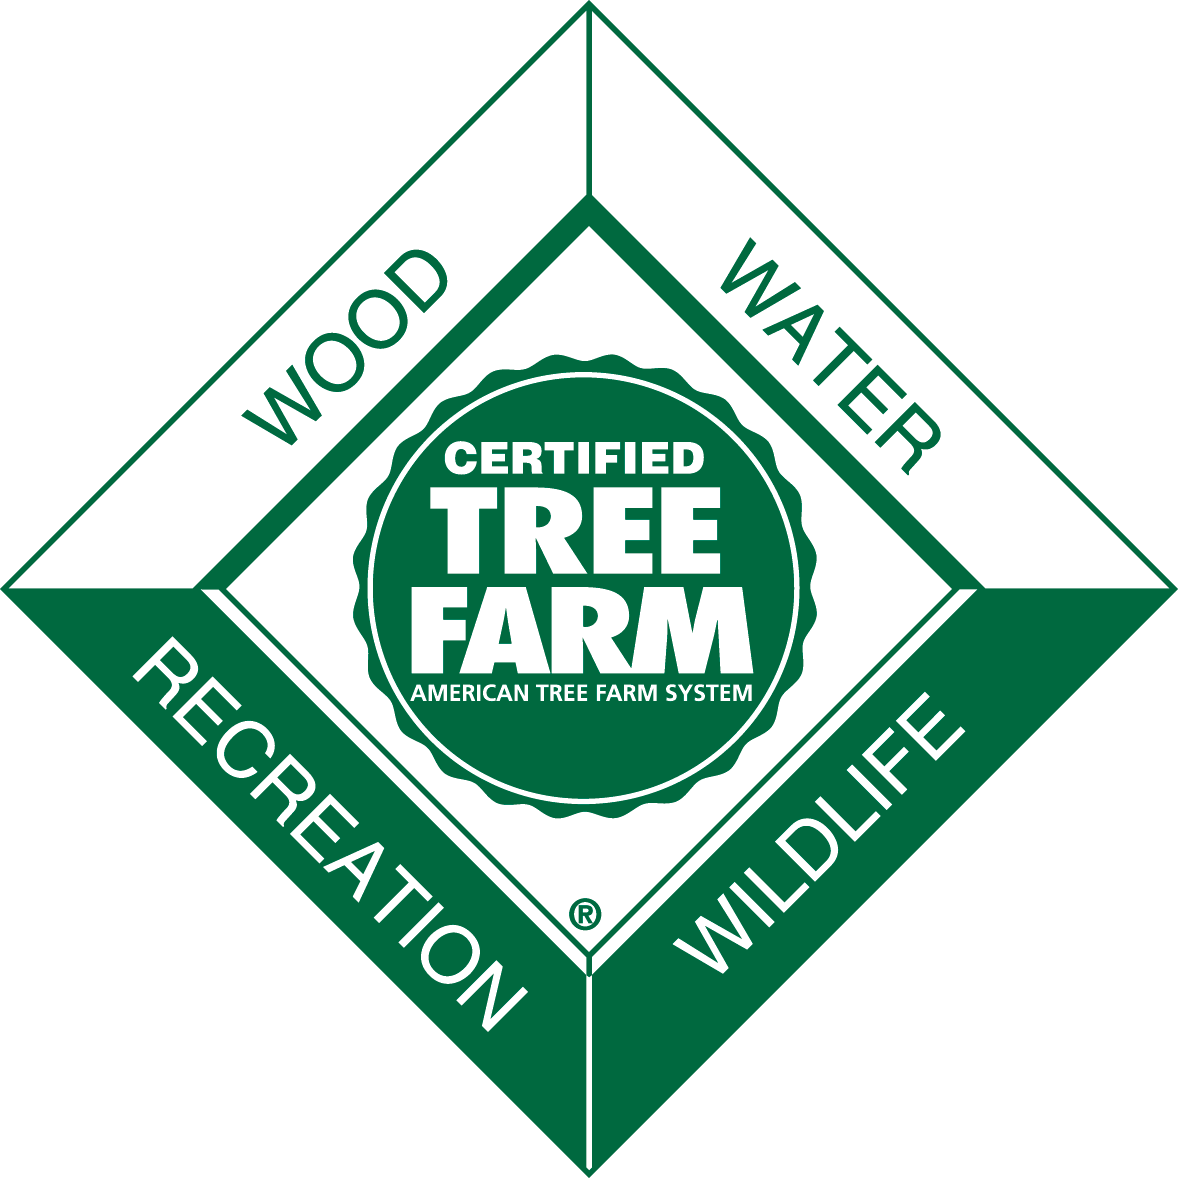 WOOD
WATER
CERTIFIED
TREE
FARM
AMERICAN TREE FARM SYSTEM
RECREATION
WILDLIFE
®